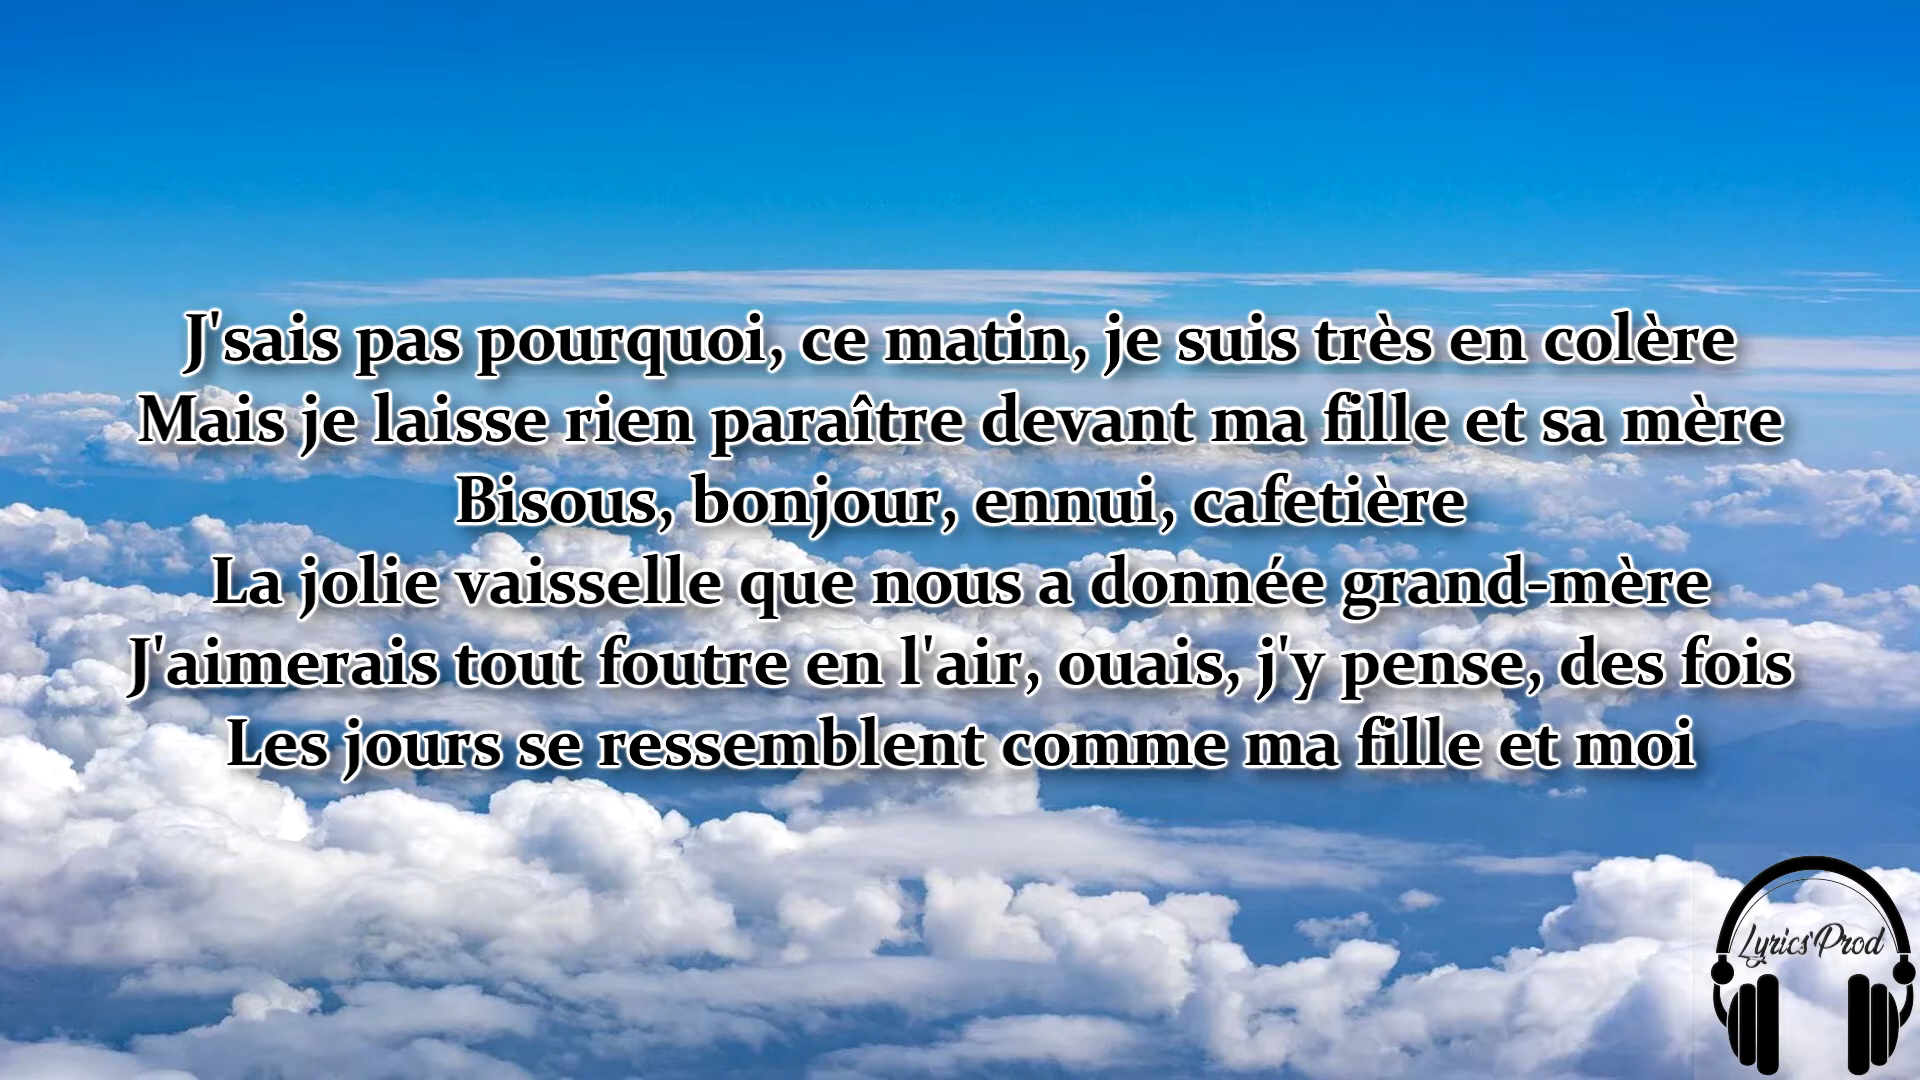 J'sais pas pourquoi, ce matin, je suis très en colère
Mais je laisse rien paraître devant ma fille et sa mère
Bisous, bonjour, ennui, cafetière
La jolie vaisselle que nous a donnée grand-mère
J'aimerais tout foutre en l'air, ouais, j'y pense, des fois
Les jours se ressemblent comme ma fille et moi
Lyrics'Prod